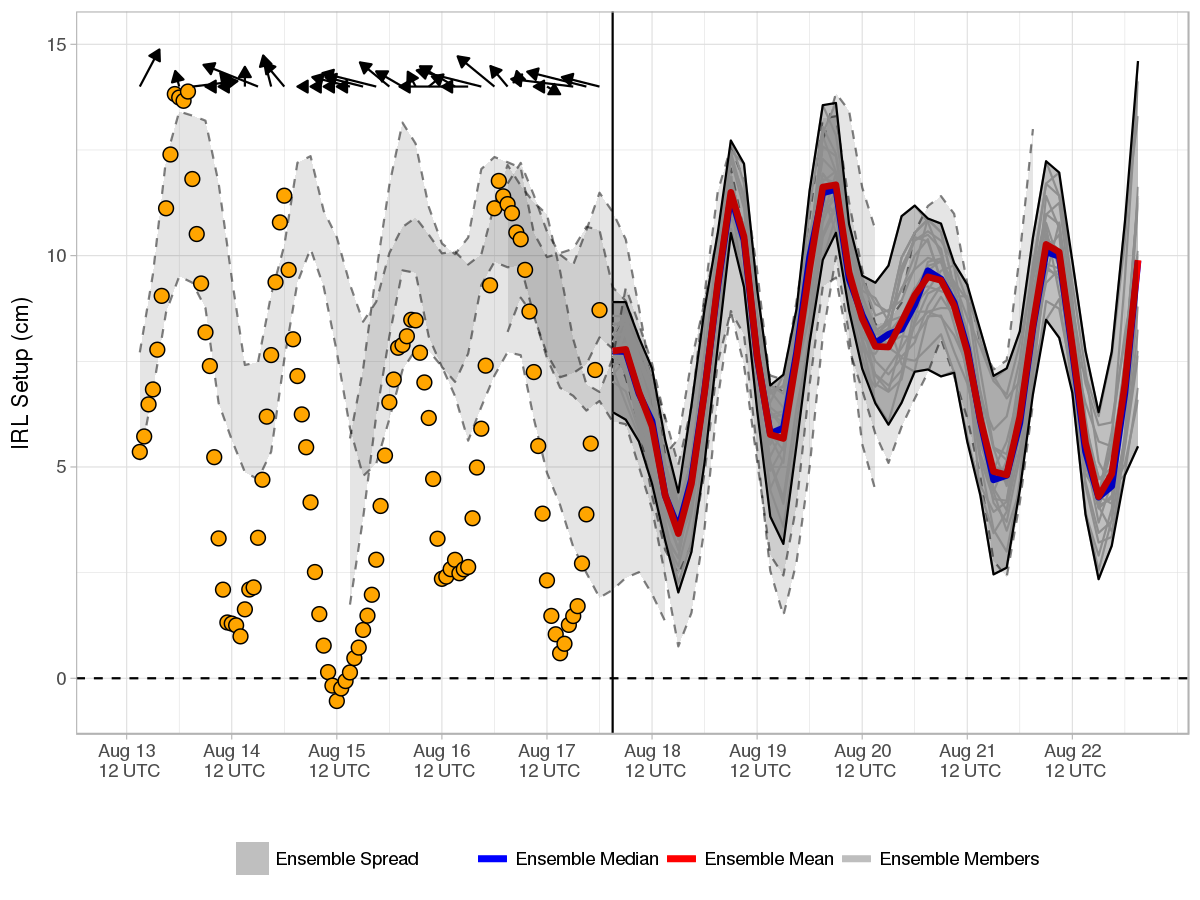 15
10
5
0
IRL Setup (cm)
Aug 13 Aug 14 Aug 15 Aug 16 Aug 17 Aug 18 Aug 19 Aug 20 Aug 21 Aug 22
12 UTC 12 UTC 12 UTC 12 UTC 12 UTC 12 UTC 12 UTC 12 UTC 12 UTC 12 UTC
Ensemble Spread Ensemble Median Ensemble Mean Ensemble Members